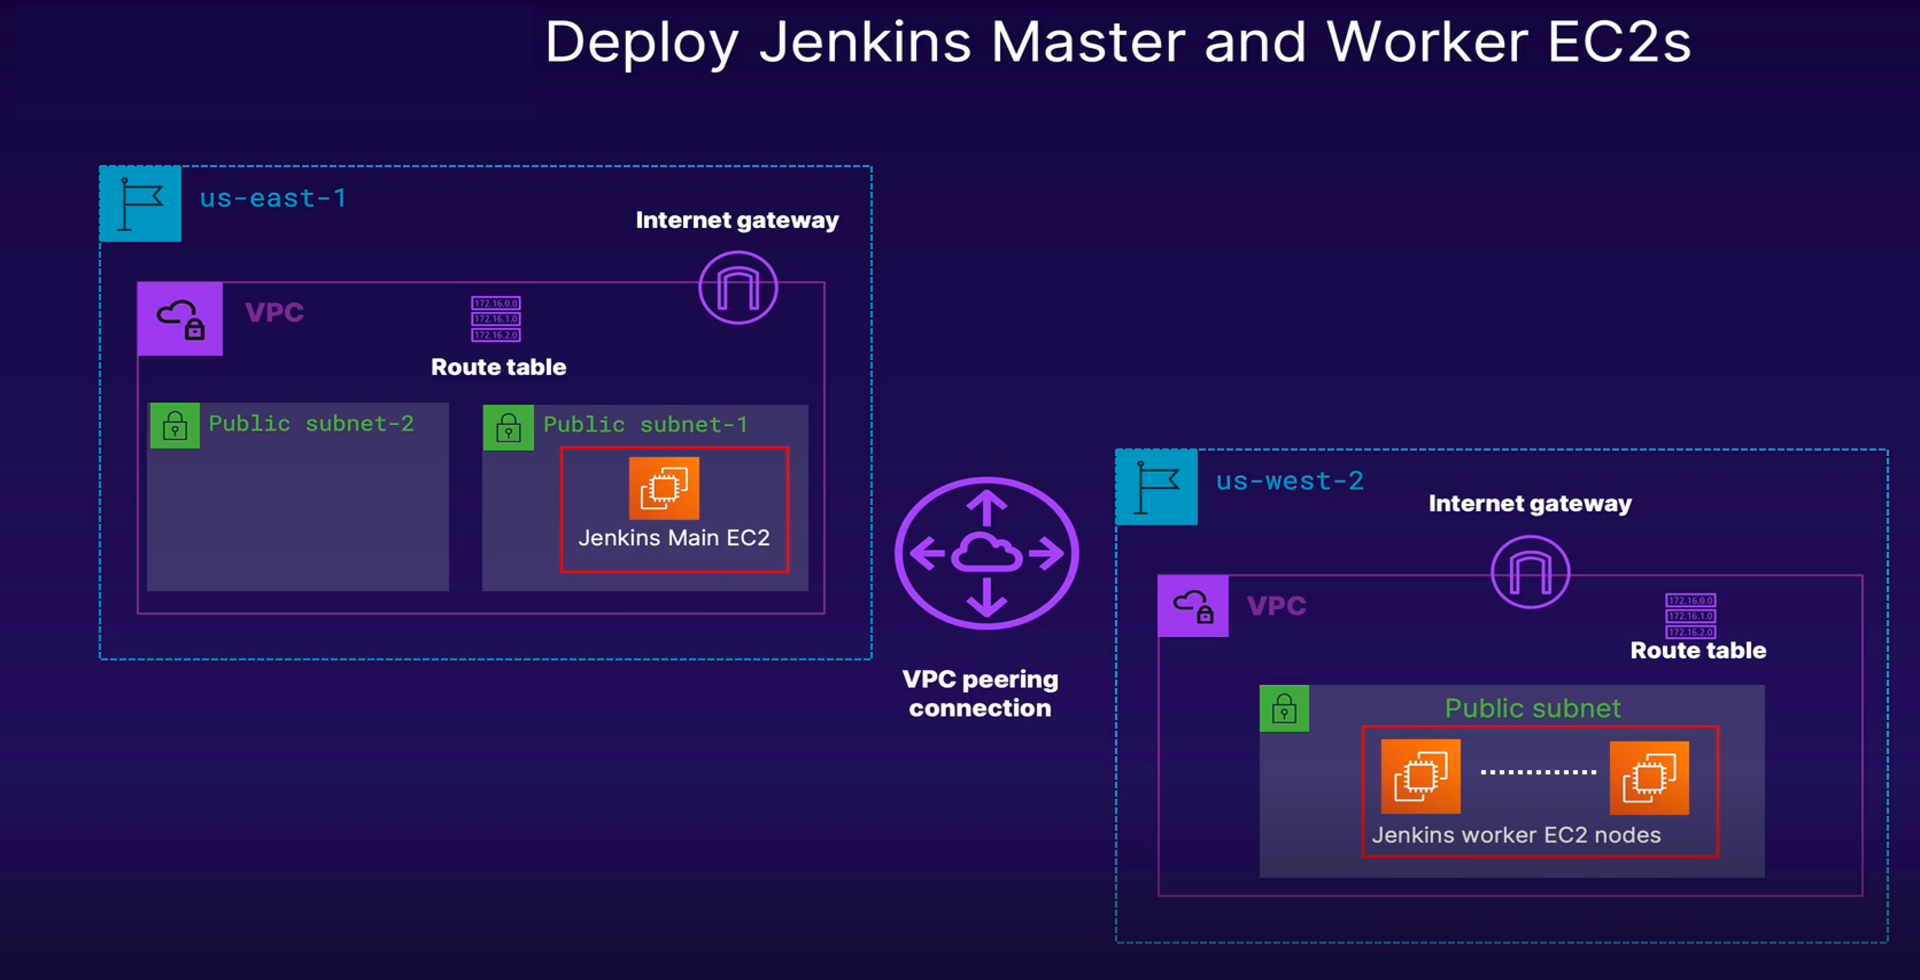 Deploy Jenkins Master and Worker EC2s
us-east-1
Internet gateway
VPC
172.16.0.0
172.16.1.0
172.16.2.0
Route table
Public subnet-2
Public subnet-1
Jenkins Main EC2
VPC peering
connection
us-west-2
Internet gateway
VPC
172.16.0.0
172.16.1.0
172.16.2.0
Route table
Public subnet
Jenkins worker EC2 nodes